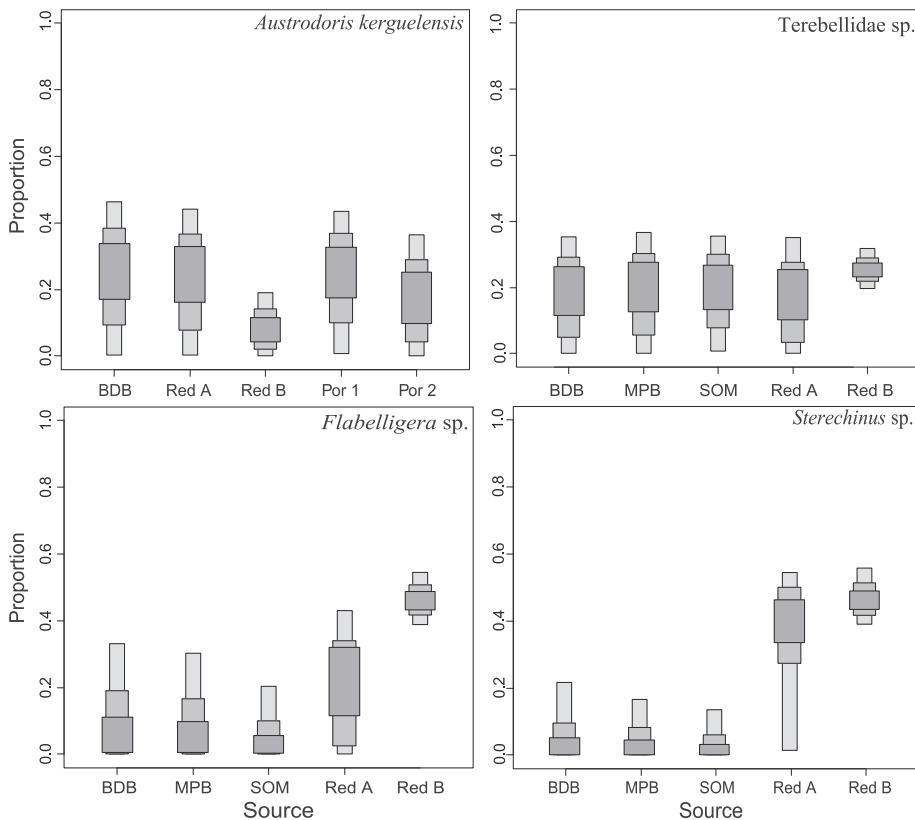 Austrodoris kerguelensis
Proportion
1.0
0.8
0.6
0.4
0.2
0.0
BDB Red A Red B Por 1 Por 2
Terebellidae sp.
1.0
0.8
0.6
0.4
0.2
0.0
BDB MPB SOM Red A Red B
Flabelligera sp.
Proportion
1.0
0.8
0.6
0.4
0.2
0.0
BDB MPB SOM Red A Red B
Source
Sterechinus sp.
1.0
0.8
0.6
0.4
0.2
0.0
BDB MPB SOM Red A Red B
Source